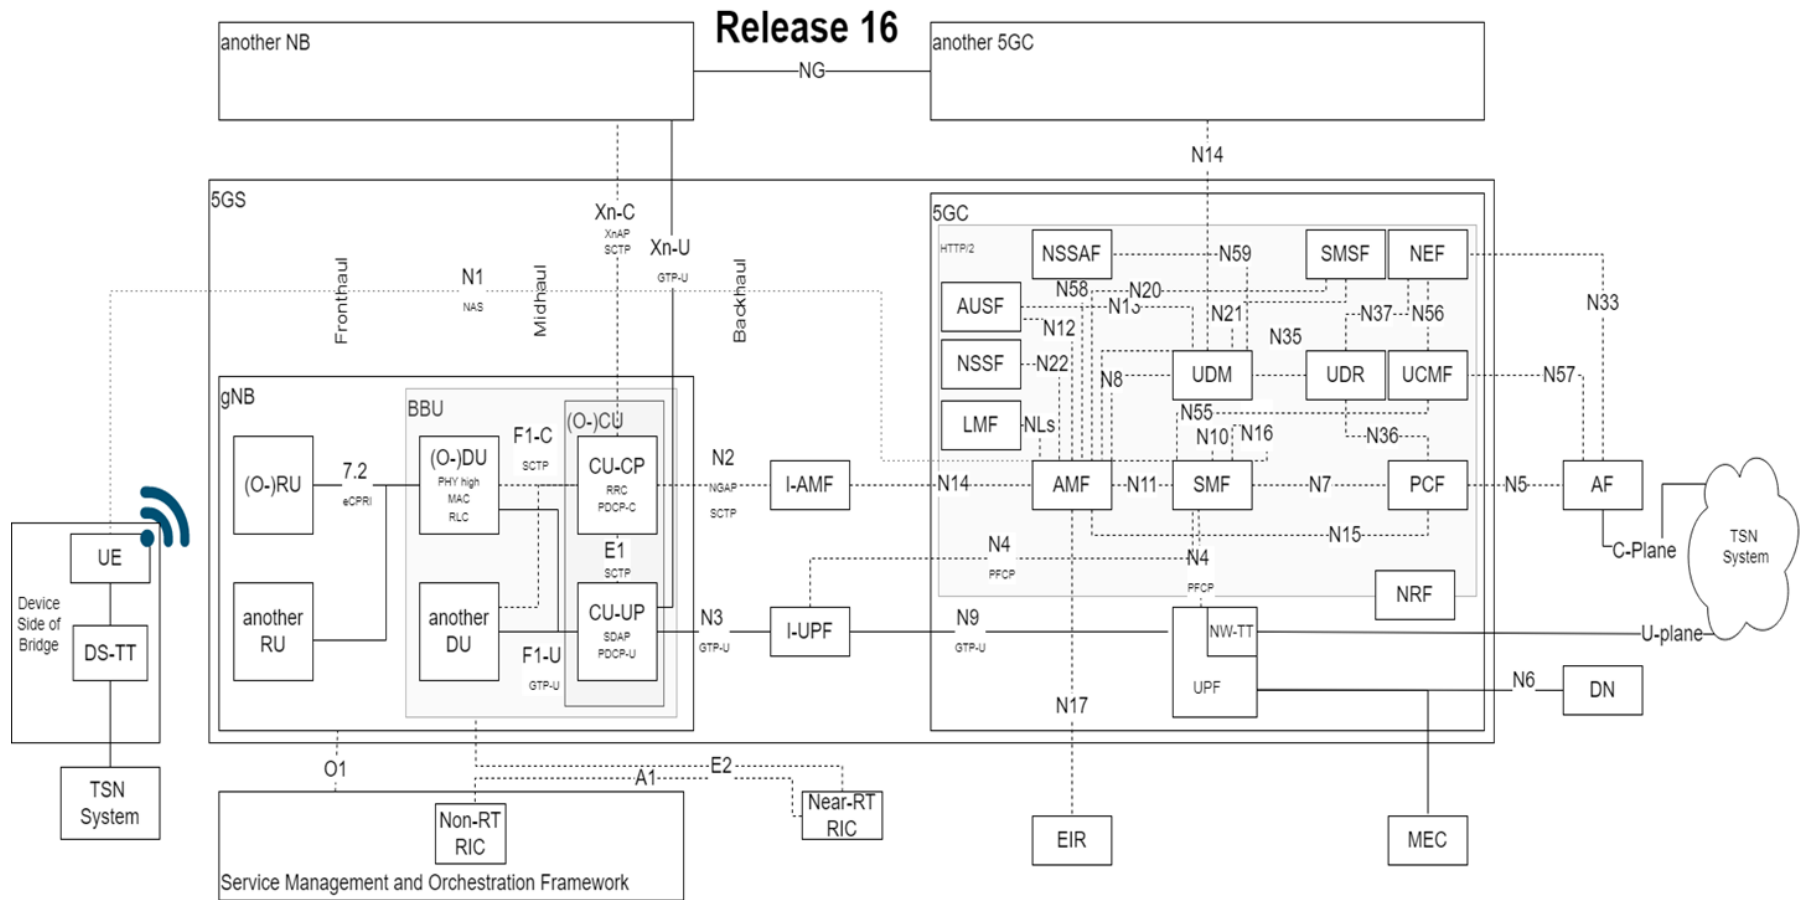 Release 16
another NB
another 5GC
NG
N14
5GS
5GC
Xn-C
XnAP
SCTP
Xn-U
GTP-U
HTTP/2
NSSAF
N59
SMSF
NEF
Fronthaul
N1
NAS
Midhaul
Backhaul
N58
N20
AUSF
N13
N21
N37
N56
N33
N12
N35
NSSF
N22
N8
UDM
UDR
UCMF
N57
gNB
BBU
(O-)CU
LMF
NLs
N55
N10
N16
N36
(O-)RU
7.2
eCPRI
(O-)DU
PHY high
MAC
RLC
F1-C
SCTP
CU-CP
RRC
PDCP-C
N2
NGAP
SCTP
I-AMF
N14
AMF
N11
SMF
N7
PCF
N5
AF
N15
C-Plane
TSN
System
UE
E1
SCTP
N4
PFCP
N4
PFCP
NRF
Device
Side of
Bridge
DS-TT
another
RU
another
DU
F1-U
GTP-U
CU-UP
SDAP
PDCP-U
N3
GTP-U
I-UPF
N9
GTP-U
NW-TT
UPF
U-plane
N6
DN
N17
O1
A1
E2
TSN
System
Non-RT
RIC
Near-RT
RIC
EIR
MEC
Service Management and Orchestration Framework